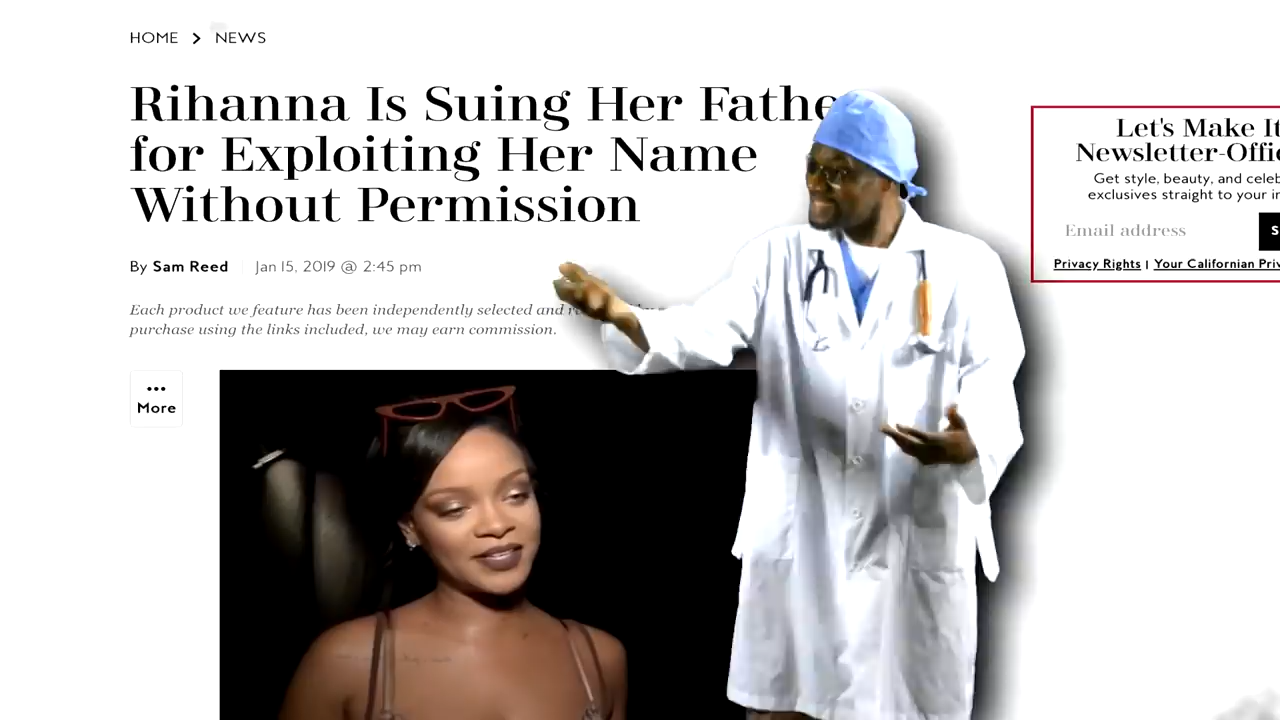 HOME > NEWS
Rihanna Is Suing Her Fathe
for Exploiting Her Name
Without Permission
By Sam Reed Jan 15, 2019 @ 2:45 pm
Each product we feature has been independently selected and
purchase using the links included, we may earn commission.
••• 
More
Let's Make It
Newsletter-Offic
Get style, beauty, and celeb
exclusives straight to your in
Email address S
Privacy Rights | Your Californian Priv